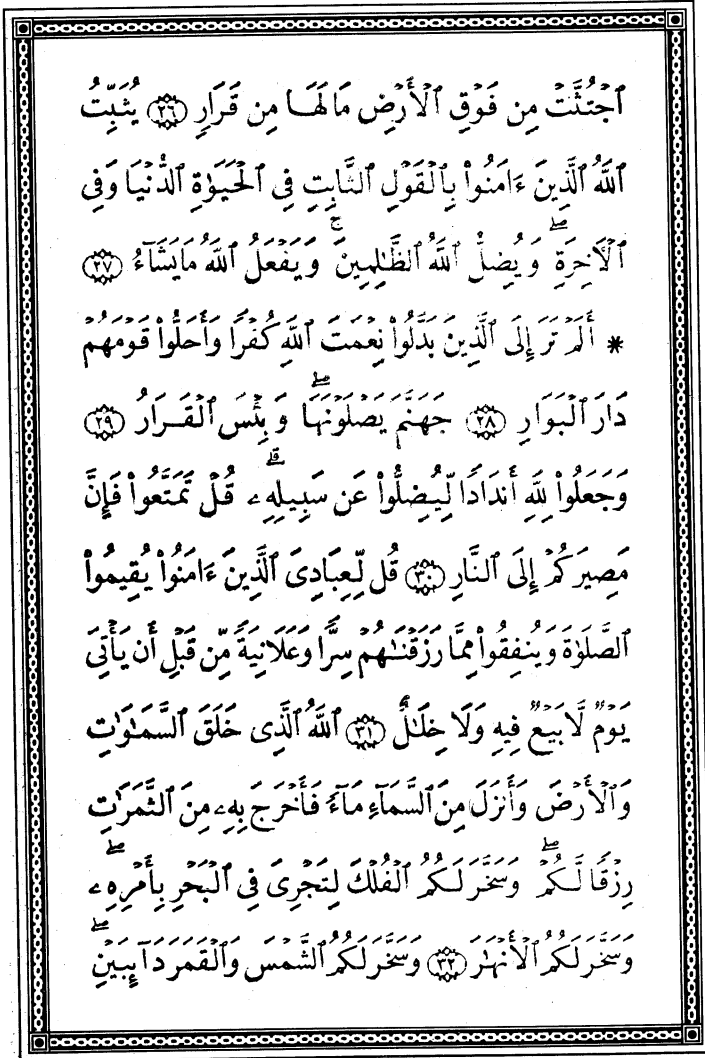 ٱجۡتُثَّتۡ مِن فَوۡقِ ٱلۡأَرۡضِ مَا لَهَا مِن قَرَارٖ ٢٦ يُثَبِّتُ
ٱللَّهُ ٱلَّذِينَ ءَامَنُواْ بِٱلۡقَوۡلِ ٱلثَّابِتِ فِي ٱلۡحَيَوٰةِ ٱلدُّنۡيَا وَفِي
ٱلۡأٓخِرَةِۖ وَيُضِلُّ ٱللَّهُ ٱلظَّـٰلِمِينَۚ وَيَفۡعَلُ ٱللَّهُ مَا يَشَآءُ ٢٧
* أَلَمۡ تَرَ إِلَى ٱلَّذِينَ بَدَّلُواْ نِعۡمَتَ ٱللَّهِ كُفۡرٗا وَأَحَلُّواْ قَوۡمَهُمۡ
دَارَ ٱلۡبَوَارِ ٢٨ جَهَنَّمَ يَصۡلَوۡنَهَاۖ وَبِئۡسَ ٱلۡقَرَارُ ٢٩
وَجَعَلُواْ لِلَّهِ أَندَادٗا لِّيُضِلُّواْ عَن سَبِيلِهِۦۗ قُلۡ تَمَتَّعُواْ فَإِنَّ
مَصِيرَكُمۡ إِلَى ٱلنَّارِ ٣٠ قُل لِّعِبَادِيَ ٱلَّذِينَ ءَامَنُواْ يُقِيمُواْ
ٱلصَّلَوٰةَ وَيُنفِقُواْ مِمَّا رَزَقۡنَـٰهُمۡ سِرّٗا وَعَلَانِيَةٗ مِّن قَبۡلِ أَن يَأۡتِيَ
يَوۡمٞ لَّا بَيۡعٞ فِيهِ وَلَا خِلَـٰلٌ ٣١ ٱللَّهُ ٱلَّذِي خَلَقَ ٱلسَّمَـٰوَٰتِ
وَٱلۡأَرۡضَ وَأَنزَلَ مِنَ ٱلسَّمَآءِ مَآءٗ فَأَخۡرَجَ بِهِۦ مِنَ ٱلثَّمَرَٰتِ
رِزۡقٗا لَّكُمۡۖ وَسَخَّرَ لَكُمُ ٱلۡفُلۡكَ لِتَجۡرِيَ فِي ٱلۡبَحۡرِ بِأَمۡرِهِۦۖ
وَسَخَّرَ لَكُمُ ٱلۡأَنۡهَـٰرَ ٣٢ وَسَخَّرَ لَكُمُ ٱلشَّمۡسَ وَٱلۡقَمَرَ دَآئِبَيۡنِۖ